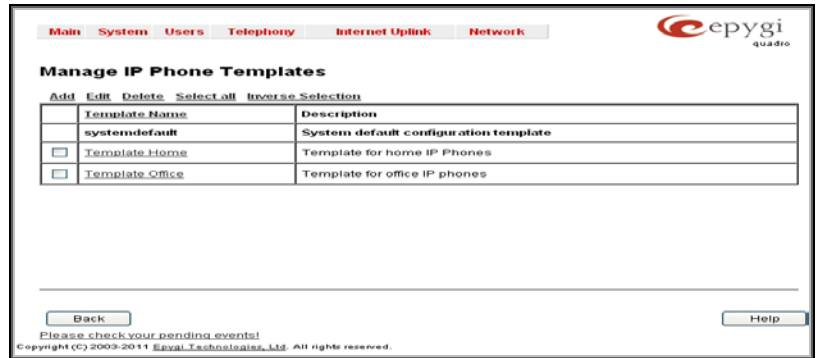 Main System Users Telephony Internet Uplink Network
epygi
quadro
Manage IP Phone Templates
Add Edit Delete Select all Inverse Selection
Template Name Description
systemdefault System default configuration template
Template Home Template for home IP Phones
Template Office Template for office IP phones
Back Help
Please check your pending events!
Copyright (C) 2003-2011 Epygi Technologies, Ltd. All rights reserved.